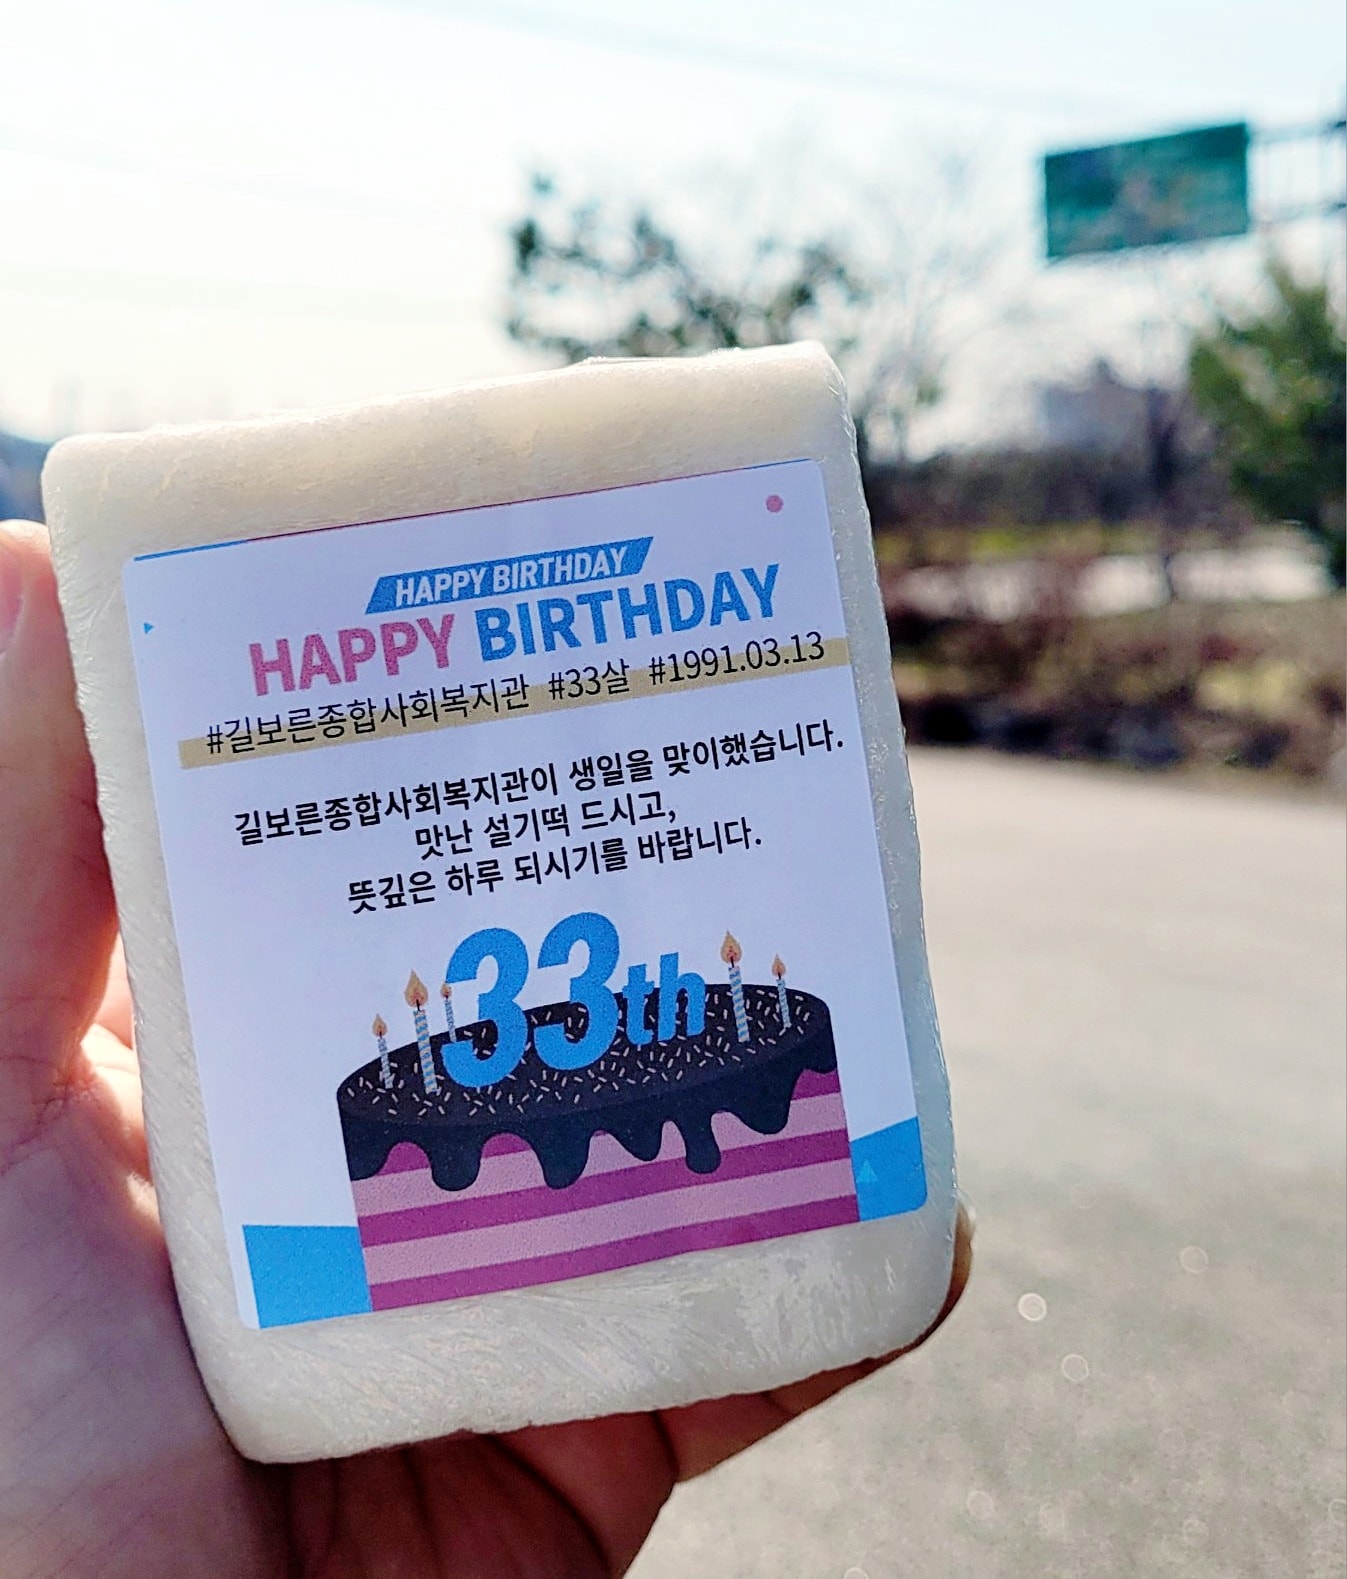 HAPPY BIRTHDAY
HAPPY BIRTHDAY
#길보른종합사회복지관 #33살 #1991.03.13
길보른종합사회복지관이 생일을 맞이했습니다.
맛난 설기떡 드시고,
뜻깊은 하루 되시기를 바랍니다.
33th